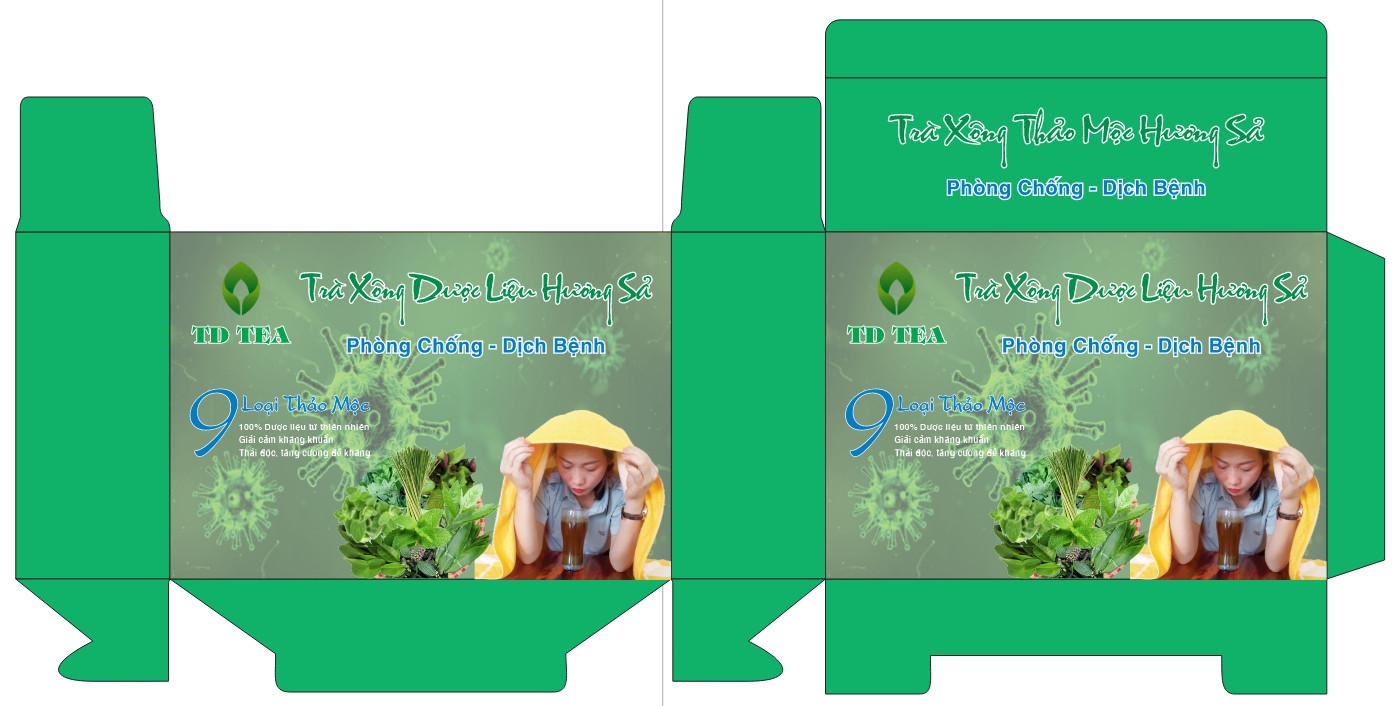 Trà Xông Thảo Mộc Hương Sả
Phòng Chống - Dịch Bệnh
TD TEA
Trà Xông Dược Liệu Hương Sả
Phòng Chống - Dịch Bệnh
9 Loại Thảo Mộc
100% Dược liệu từ thiên nhiên
Giải cảm kháng khuẩn
Thải độc, tăng cường đề kháng
TD TEA
Trà Xông Dược Liệu Hương Sả
Phòng Chống - Dịch Bệnh
9 Loại Thảo Mộc
100% Dược liệu từ thiên nhiên
Giải cảm kháng khuẩn
Thải độc, tăng cường đề kháng